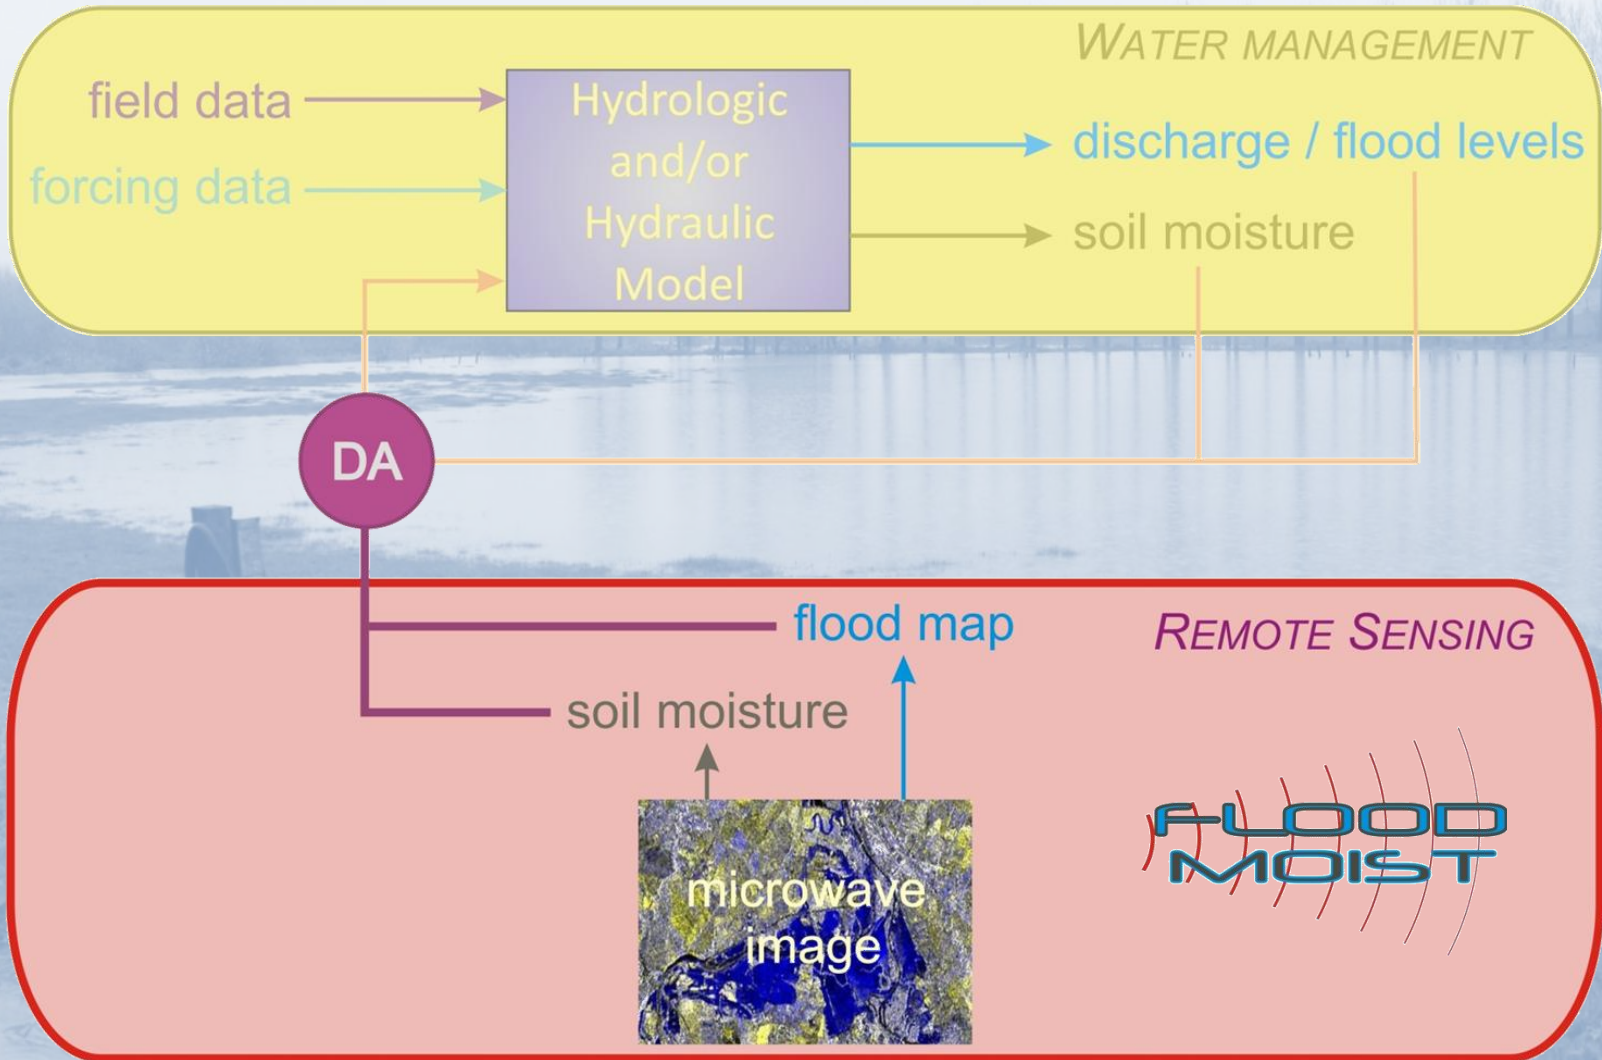 WATER MANAGEMENT
field data
forcing data
Hydrologic
and/or
Hydraulic
Model
discharge / flood levels
soil moisture
DA
flood map
REMOTE SENSING
soil moisture
microwave
image
FLOOD
MOIST